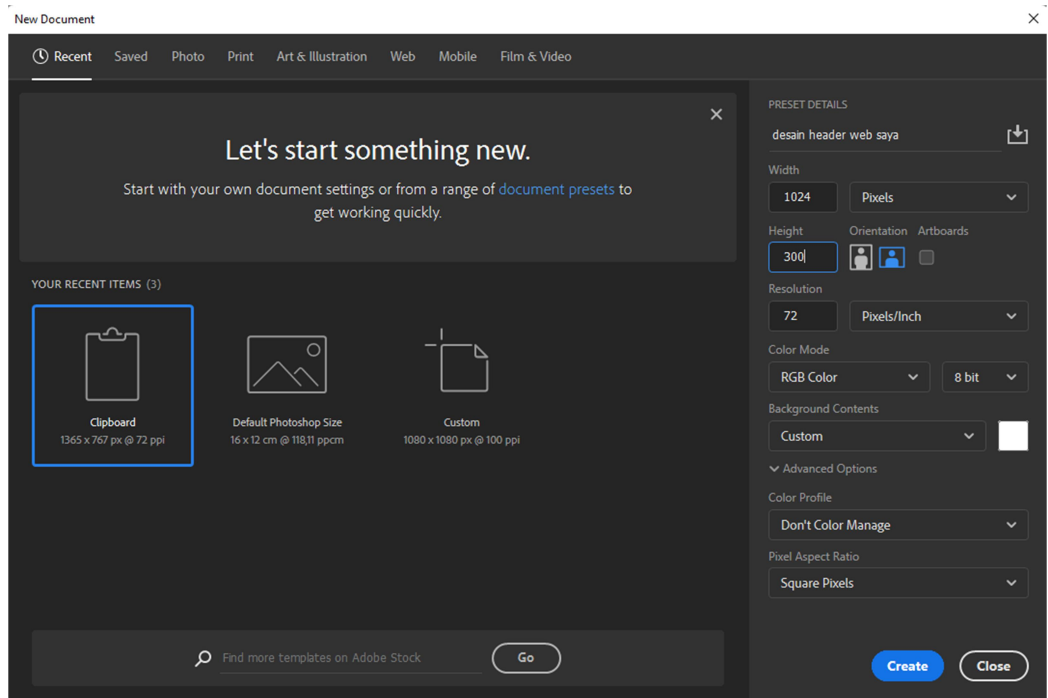 New Document
Recent Saved Photo Print Art & Illustration Web Mobile Film & Video
Let's start something new.
Start with your own document settings or from a range of document presets to
get working quickly.
YOUR RECENT ITEMS (3)
Clipboard
1365 x 767 px @ 72 ppi
Default Photoshop Size
16 x 12 cm @ 118,11 ppcm
Custom
1080 x 1080 px @ 100 ppi
Find more templates on Adobe Stock
Go
PRESET DETAILS
desain header web saya
Width
1024 Pixels
Height Orientation Artboards
300
Resolution
72 Pixels/Inch
Color Mode
RGB Color 8 bit
Background Contents
Custom
Advanced Options
Color Profile
Don't Color Manage
Pixel Aspect Ratio
Square Pixels
Create Close